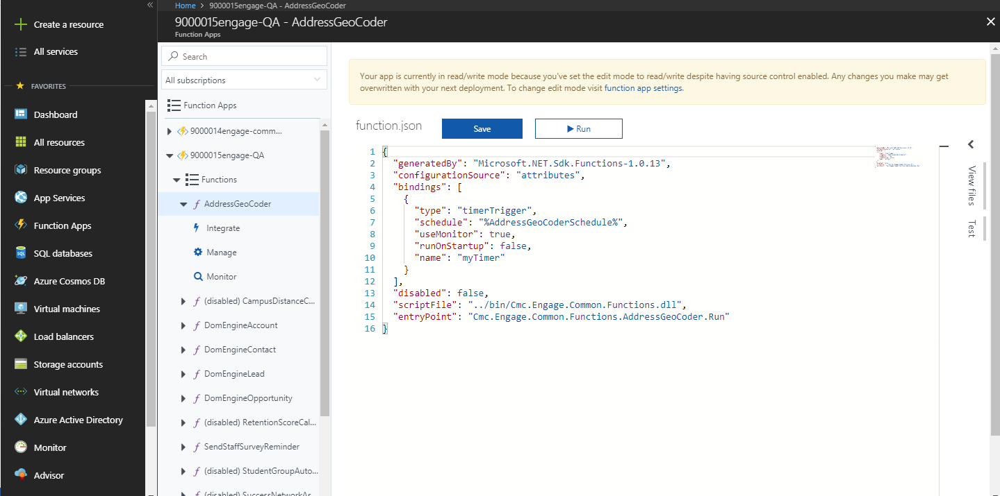 Home > 9000015engage-QA - AddressGeoCoder
9000015engage-QA - AddressGeoCoder
Function Apps
Create a resource
All services
FAVORITES
Dashboard
All resources
Resource groups
App Services
Function Apps
SQL databases
Azure Cosmos DB
Virtual machines
Load balancers
Storage accounts
Virtual networks
Azure Active Directory
Monitor
Advisor
Search
All subscriptions
Function Apps
9000014engage-comm...
9000015engage-QA
Functions
AddressGeoCoder
Integrate
Manage
Monitor
(disabled) CampusDistanceC...
DomEngineAccount
DomEngineContact
DomEngineLead
DomEngineOpportunity
(disabled) RetentionScoreCal...
SendStaffSurveyReminder
(disabled) StudentGroupAuto...
(disabled) SuccessNetworkAs
Your app is currently in read/write mode because you've set the edit mode to read/write despite having source control enabled. Any changes you make may get
overwritten with your next deployment. To change edit mode visit function app settings.
function.json
Save
Run
1 {
2 "generatedBy": "Microsoft.NET.Sdk.Functions-1.0.13",
3 "configurationSource": "attributes",
4 "bindings": [
5 {
6 "type": "timerTrigger",
7 "schedule": "%AddressGeoCoderSchedule%",
8 "useMonitor": true,
9 "runOnStartup": false,
10 "name": "myTimer"
11 }
12 ],
13 "disabled": false,
14 "scriptFile": "../bin/Cmc.Engage.Common.Functions.dll",
15 "entryPoint": "Cmc.Engage.Common.Functions.AddressGeoCoder.Run"
16 }
View files
Test